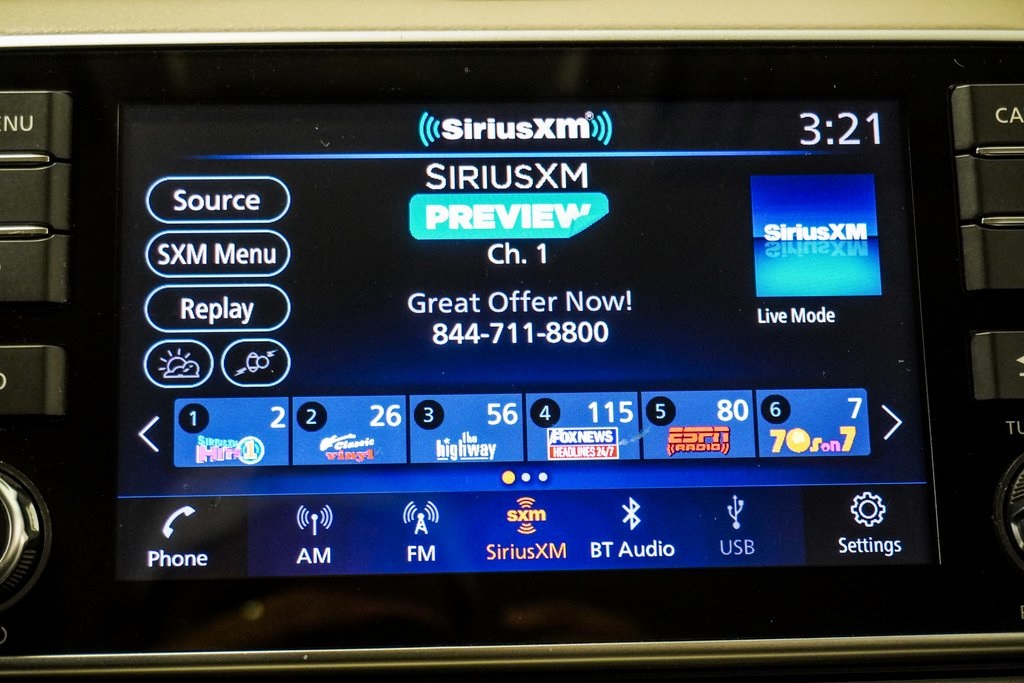 SiriusXM® 3:21
ENU
CA
SIRIUSXM
PREVIEW
Ch. 1
Source
SXM Menu
Replay
Great Offer Now!
844-711-8800
SiriusXM
Live Mode
1 2 2 26 3 56 4 115 5 80 6 7
SIRIUSXM Hits 1
Classic vinyl
the highway
FOX NEWS
HEADLINES 24/7
ESPN
RADIO
70s on 7
TU
sxm
Phone AM FM SiriusXM BT Audio USB Settings